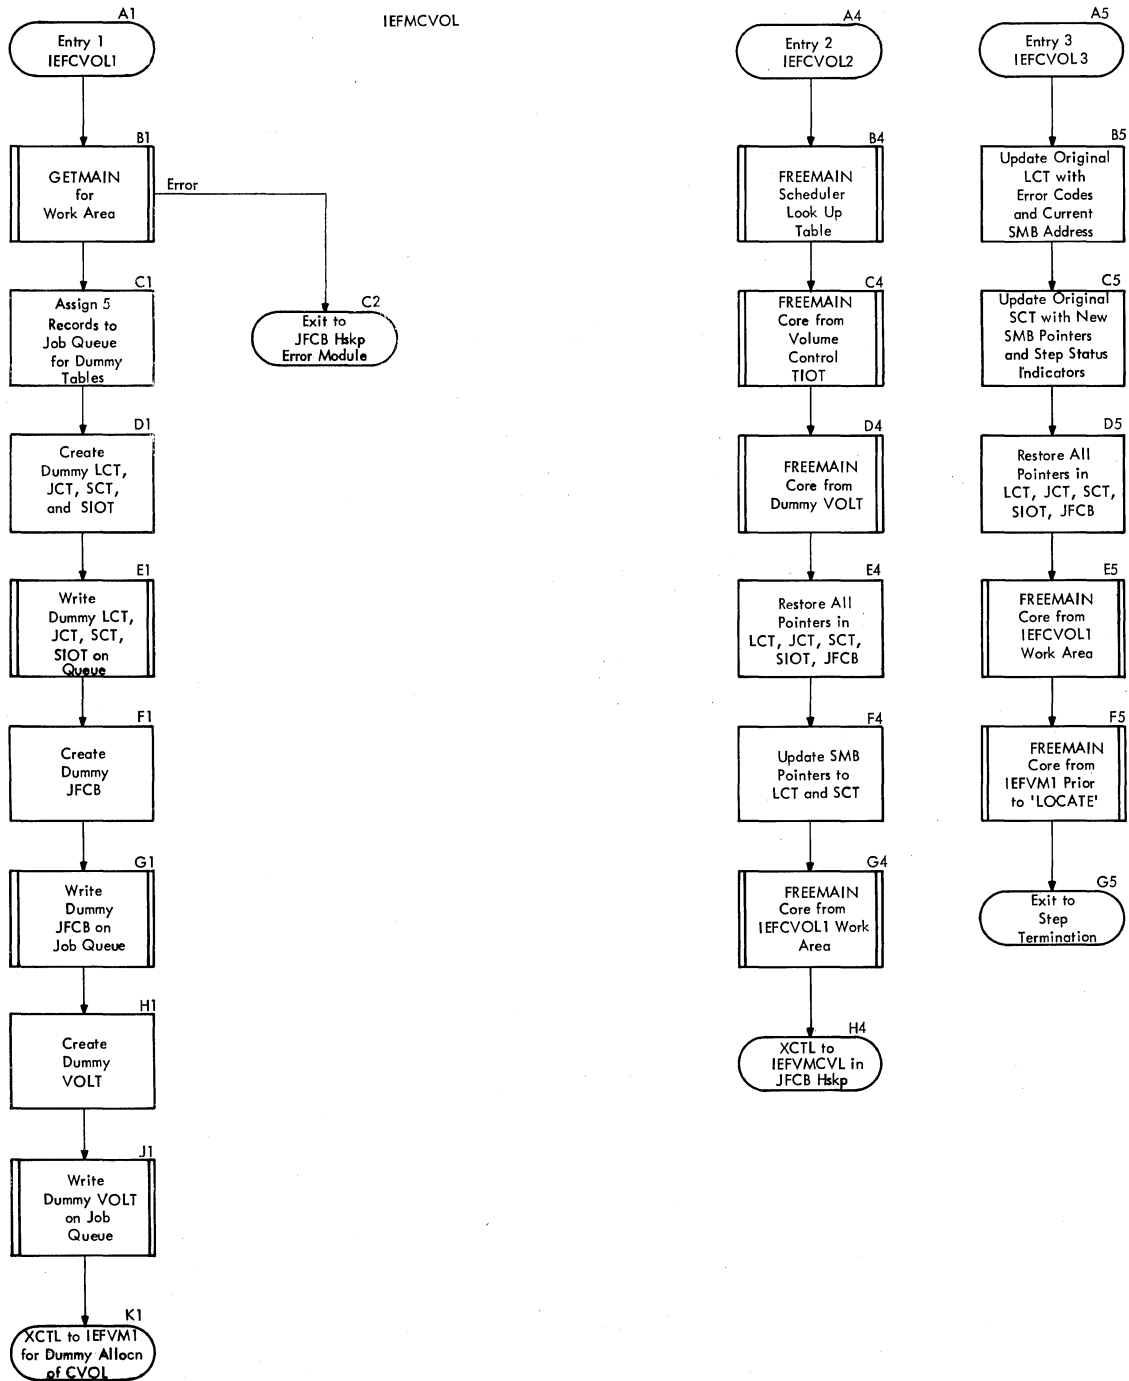 IEFMCVOL
A1
Entry 1
IEFCVOL1
B1
GETMAIN
for
Work Area
Error
C1
Assign 5
Records to
Job Queue
for Dummy
Tables
C2
Exit to
JFCB Hskp
Error Module
D1
Create
Dummy LCT,
JCT, SCT,
and SIOT
E1
Write
Dummy LCT,
JCT, SCT,
SIOT on
Queue
F1
Create
Dummy
JFCB
G1
Write
Dummy
JFCB on
Job Queue
H1
Create
Dummy
VOLT
J1
Write
Dummy VOLT
on Job
Queue
K1
XCTL to IEFVM1
for Dummy Allocn
of CVOL
A4
Entry 2
IEFCVOL2
B4
FREEMAIN
Scheduler
Look Up
Table
C4
FREEMAIN
Core from
Volume
Control
TIOT
D4
FREEMAIN
Core from
Dummy VOLT
E4
Restore All
Pointers in
LCT, JCT, SCT,
SIOT, JFCB
F4
Update SMB
Pointers to
LCT and SCT
G4
FREEMAIN
Core from
IEFCVOL1 Work
Area
H4
XCTL to
IEFVMCVL in
JFCB Hskp
A5
Entry 3
IEFCVOL3
B5
Update Original
LCT with
Error Codes
and Current
SMB Address
C5
Update Original
SCT with New
SMB Pointers
and Step Status
Indicators
D5
Restore All
Pointers in
LCT, JCT, SCT,
SIOT, JFCB
E5
FREEMAIN
Core from
IEFCVOL1
Work Area
F5
FREEMAIN
Core from
IEFVM1 Prior
to 'LOCATE'
G5
Exit to
Step
Termination